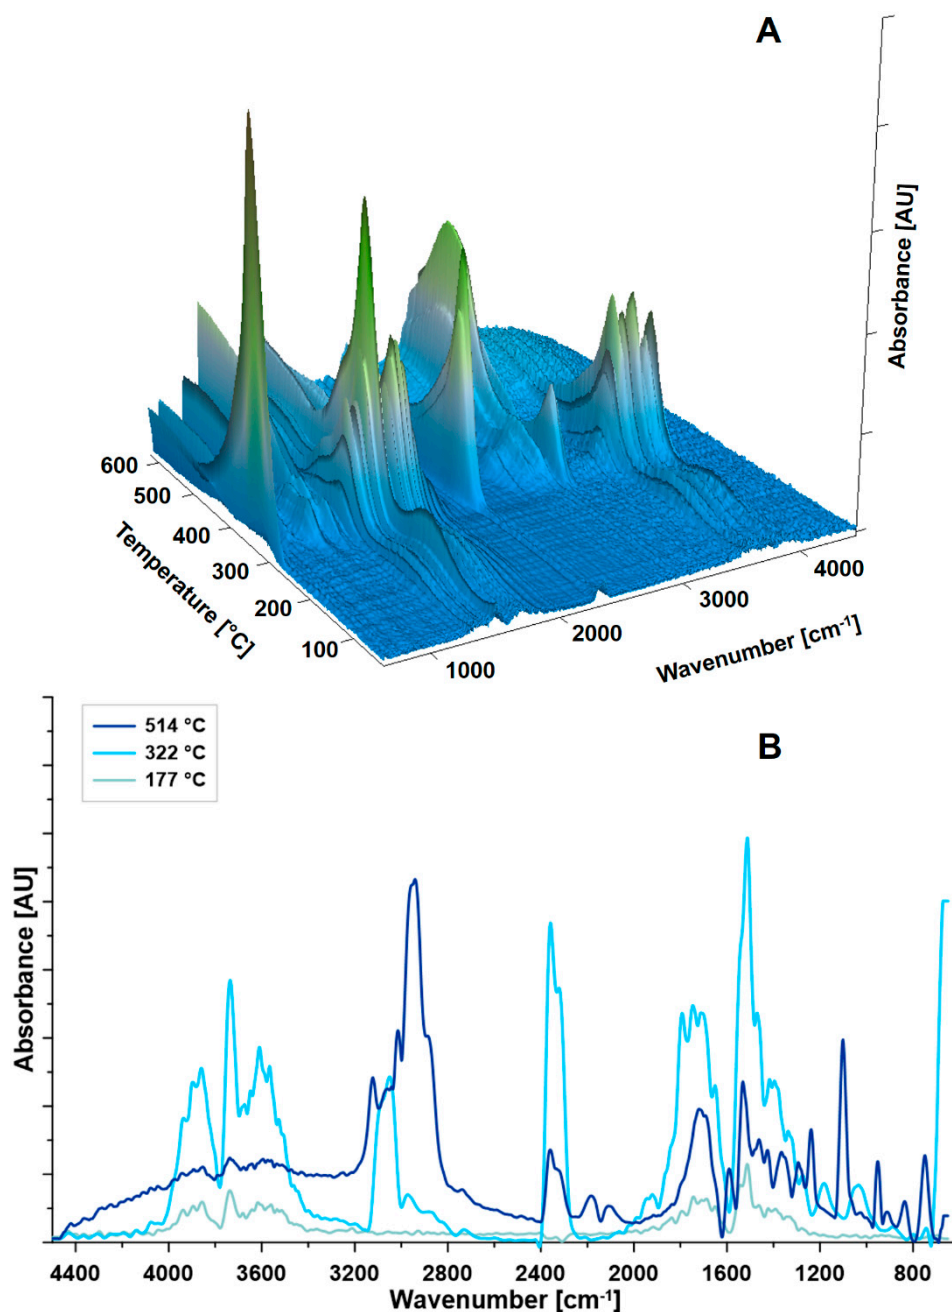 A
Absorbance [AU]
600
500
400
300
200
100
Temperature [°C]
1000
2000
3000
4000
Wavenumber [cm⁻¹]
B
514 °C
322 °C
177 °C
Absorbance [AU]
4400 4000 3600 3200 2800 2400 2000 1600 1200 800
Wavenumber [cm⁻¹]